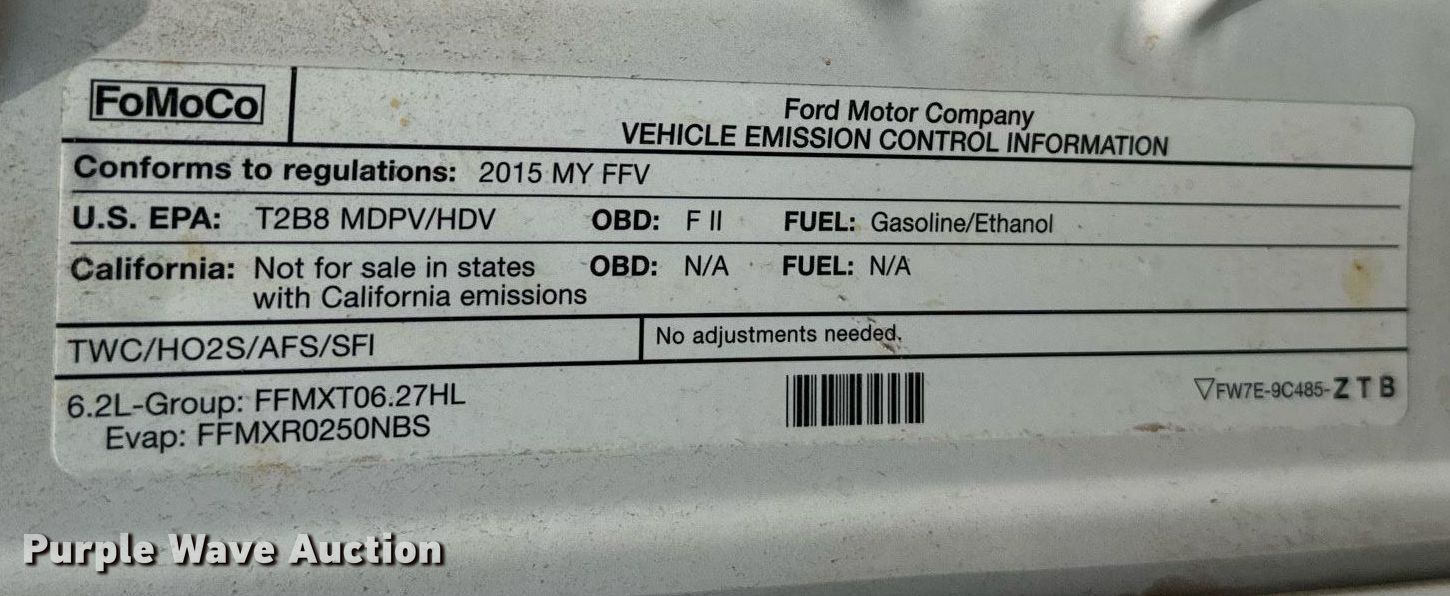 FoMoCo
Ford Motor Company
VEHICLE EMISSION CONTROL INFORMATION
Conforms to regulations: 2015 MY FFV
U.S. EPA: T2B8 MDPV/HDV OBD: F II FUEL: Gasoline/Ethanol
California: Not for sale in states OBD: N/A FUEL: N/A
with California emissions
TWC/HO2S/AFS/SFI No adjustments needed.
6.2L-Group: FFMXT06.27HL ▽FW7E-9C485-Z T B
Evap: FFMXR0250NBS
Purple Wave Auction